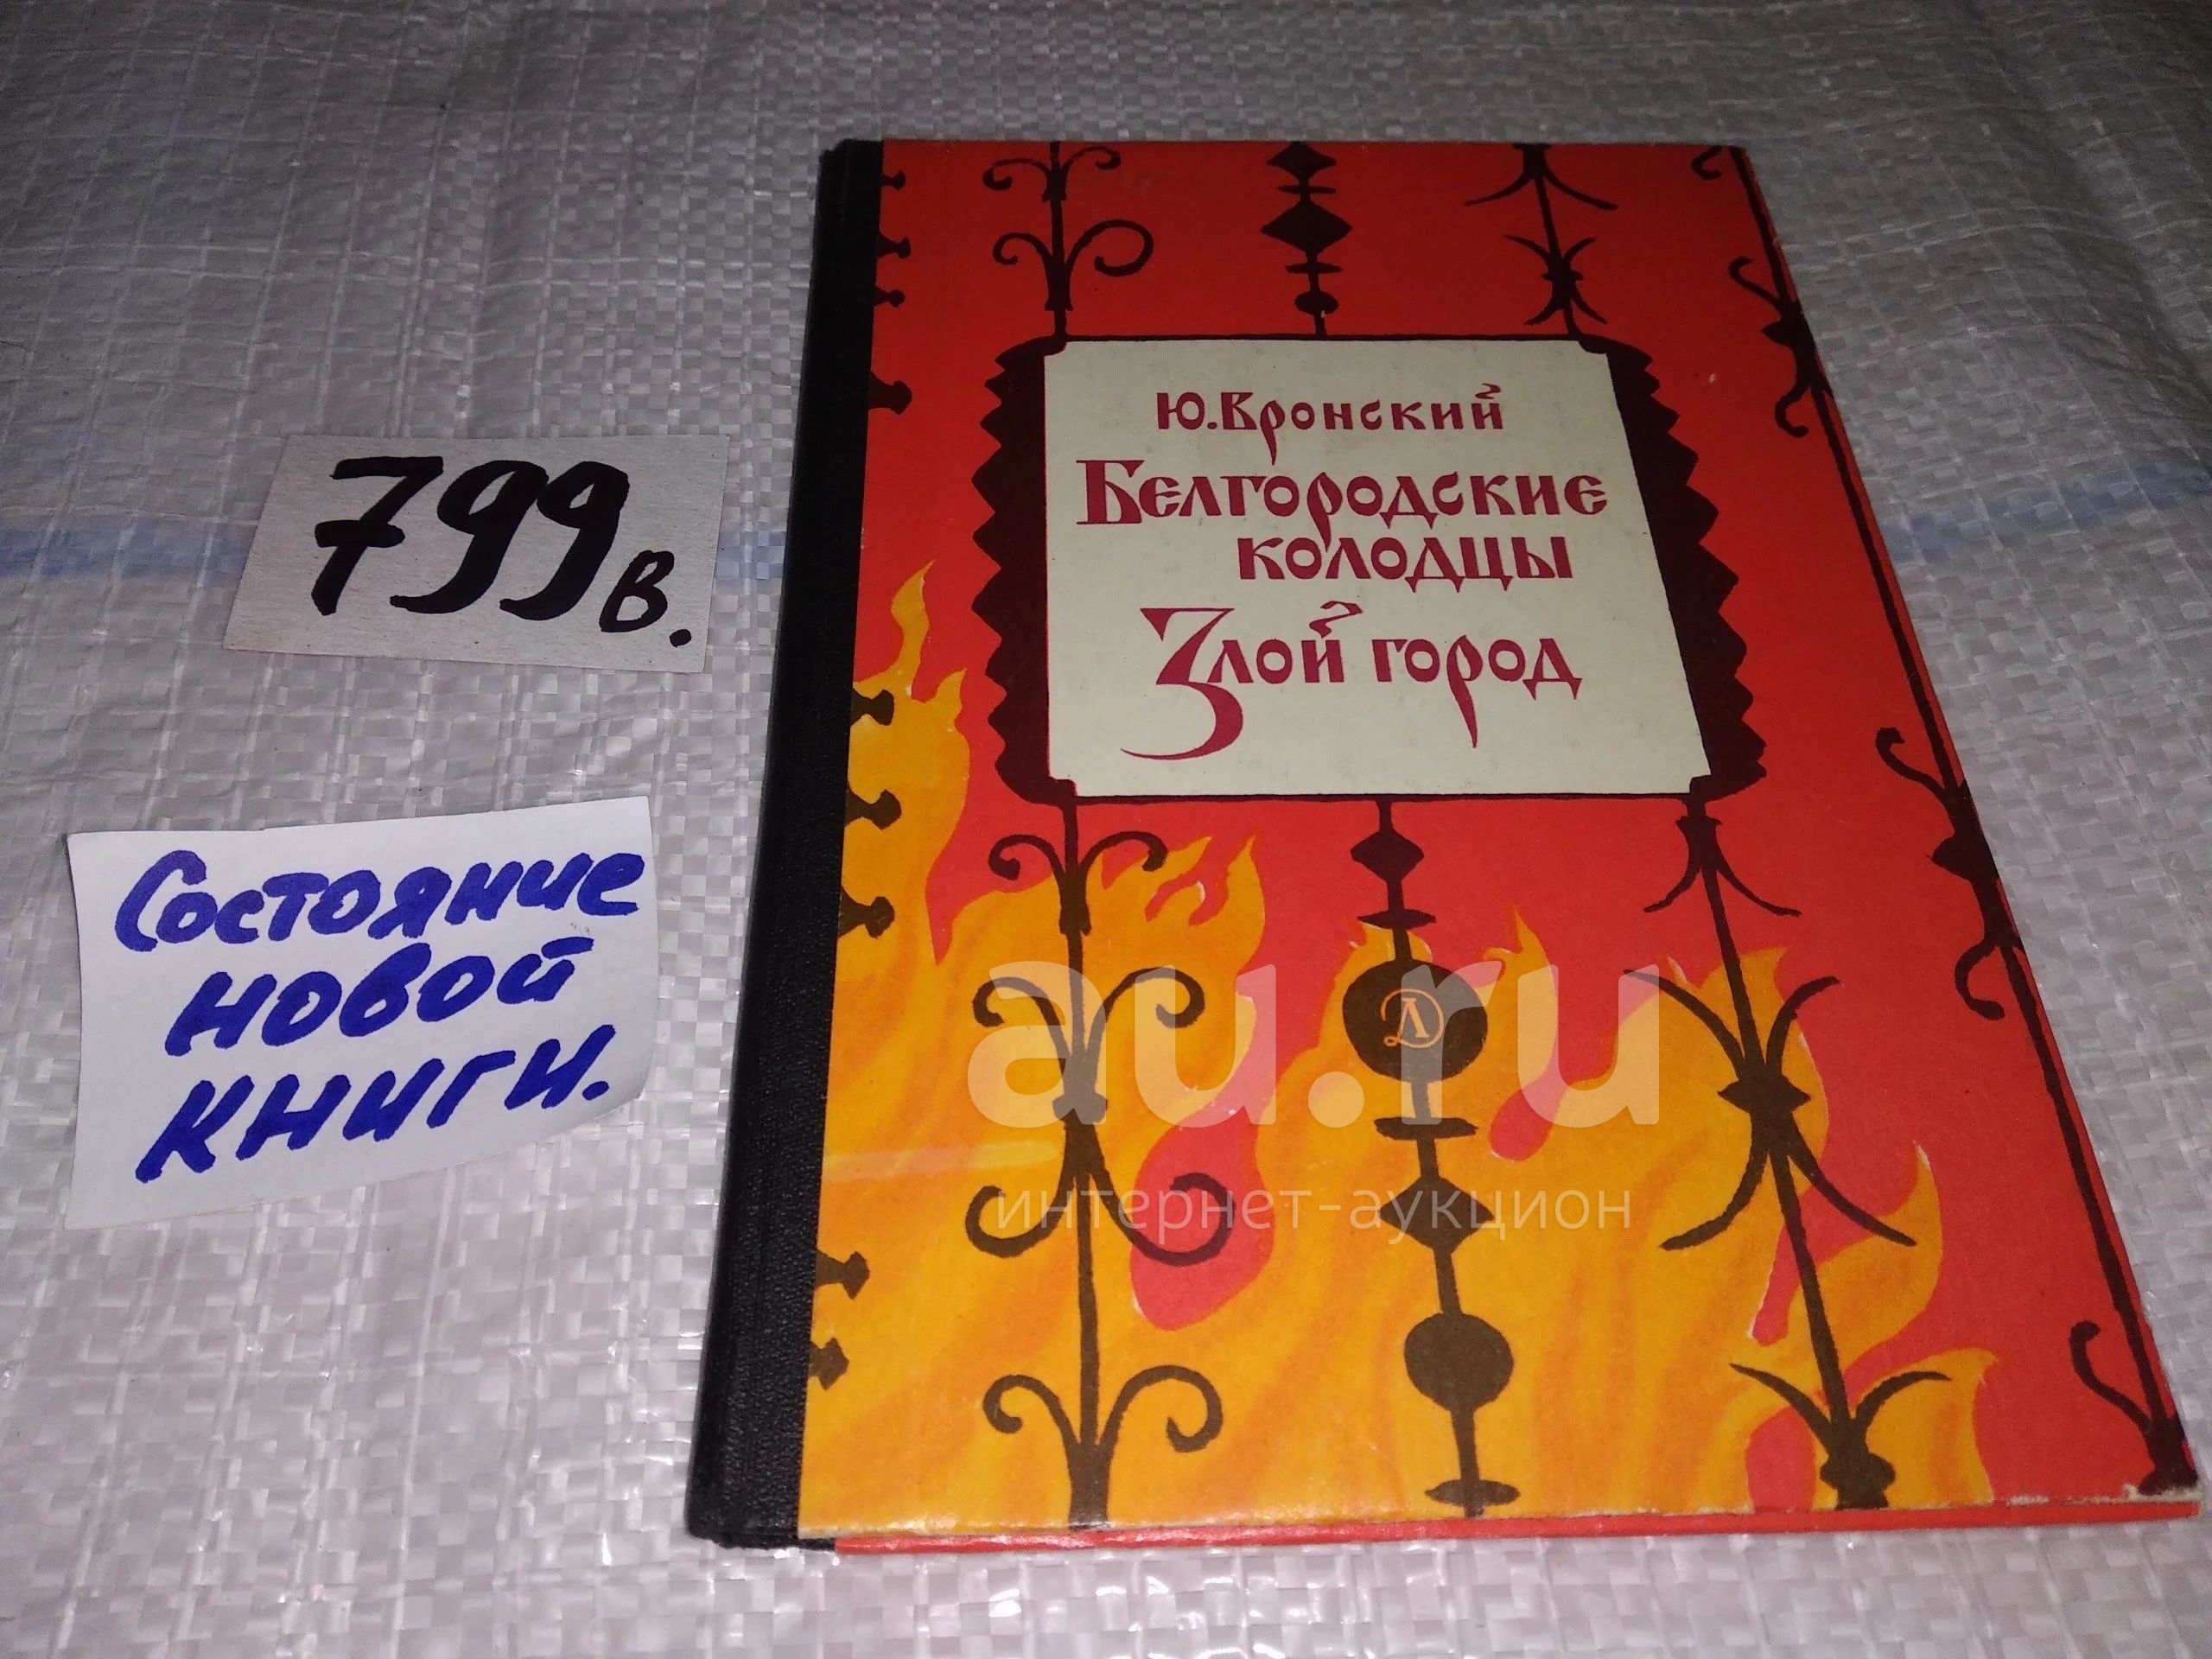 Ю. Вронский
Белгородские
колодцы
Злой город
799в.
Состояние
новой
книги.
au.ru
интернет-аукцион